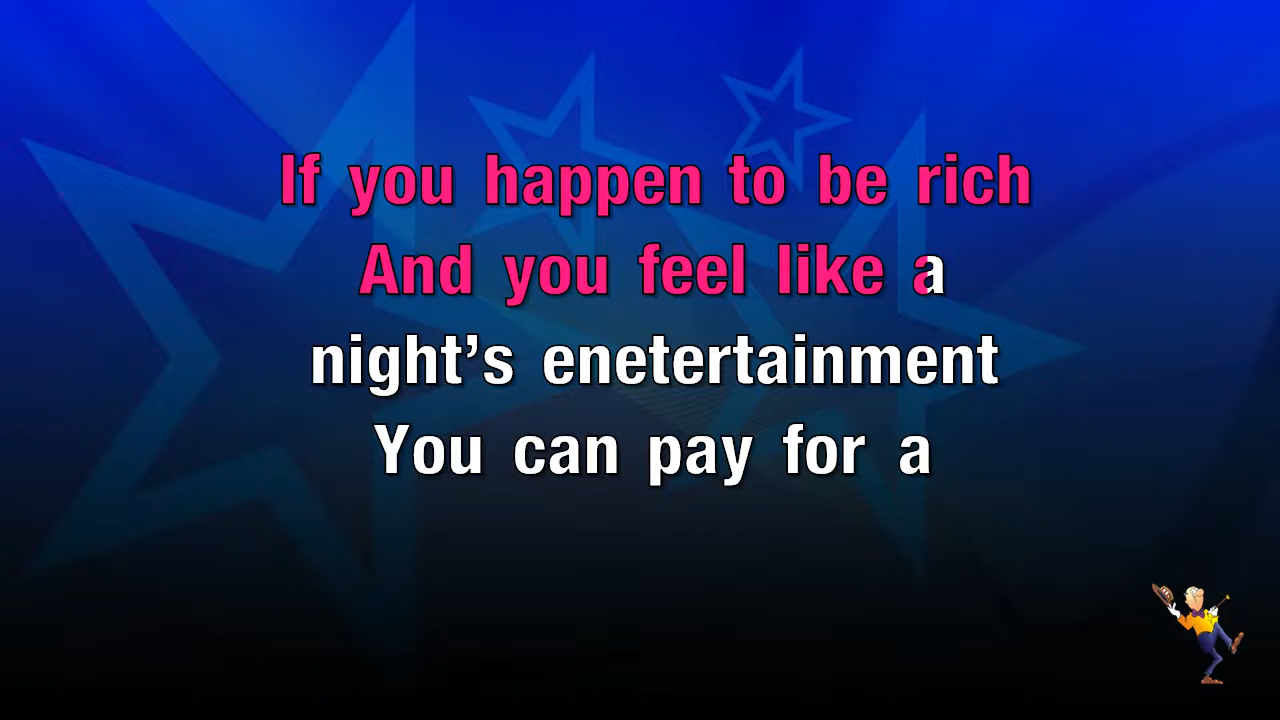 If you happen to be rich
And you feel like a
night’s enetertainment
You can pay for a